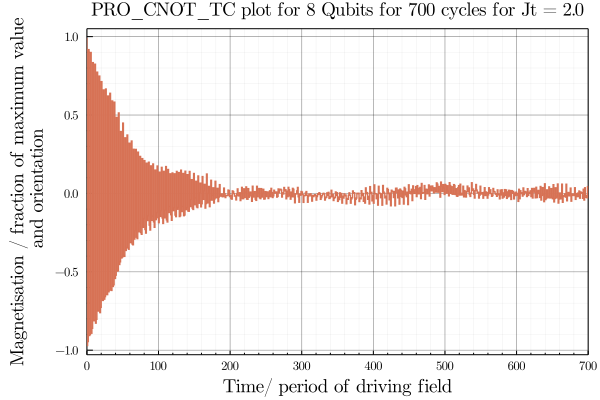 PRO_CNOT_TC plot for 8 Qubits for 700 cycles for Jt = 2.0
Magnetisation / fraction of maximum value
and orientation
1.0
0.5
0.0
−0.5
−1.0
0 100 200 300 400 500 600 700
Time/ period of driving field